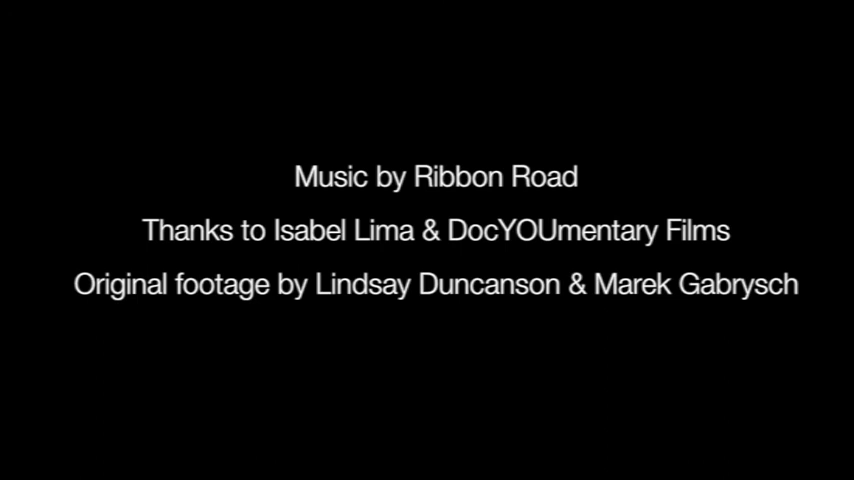 Music by Ribbon Road
Thanks to Isabel Lima & DocYOUmentary Films
Original footage by Lindsay Duncanson & Marek Gabrysch